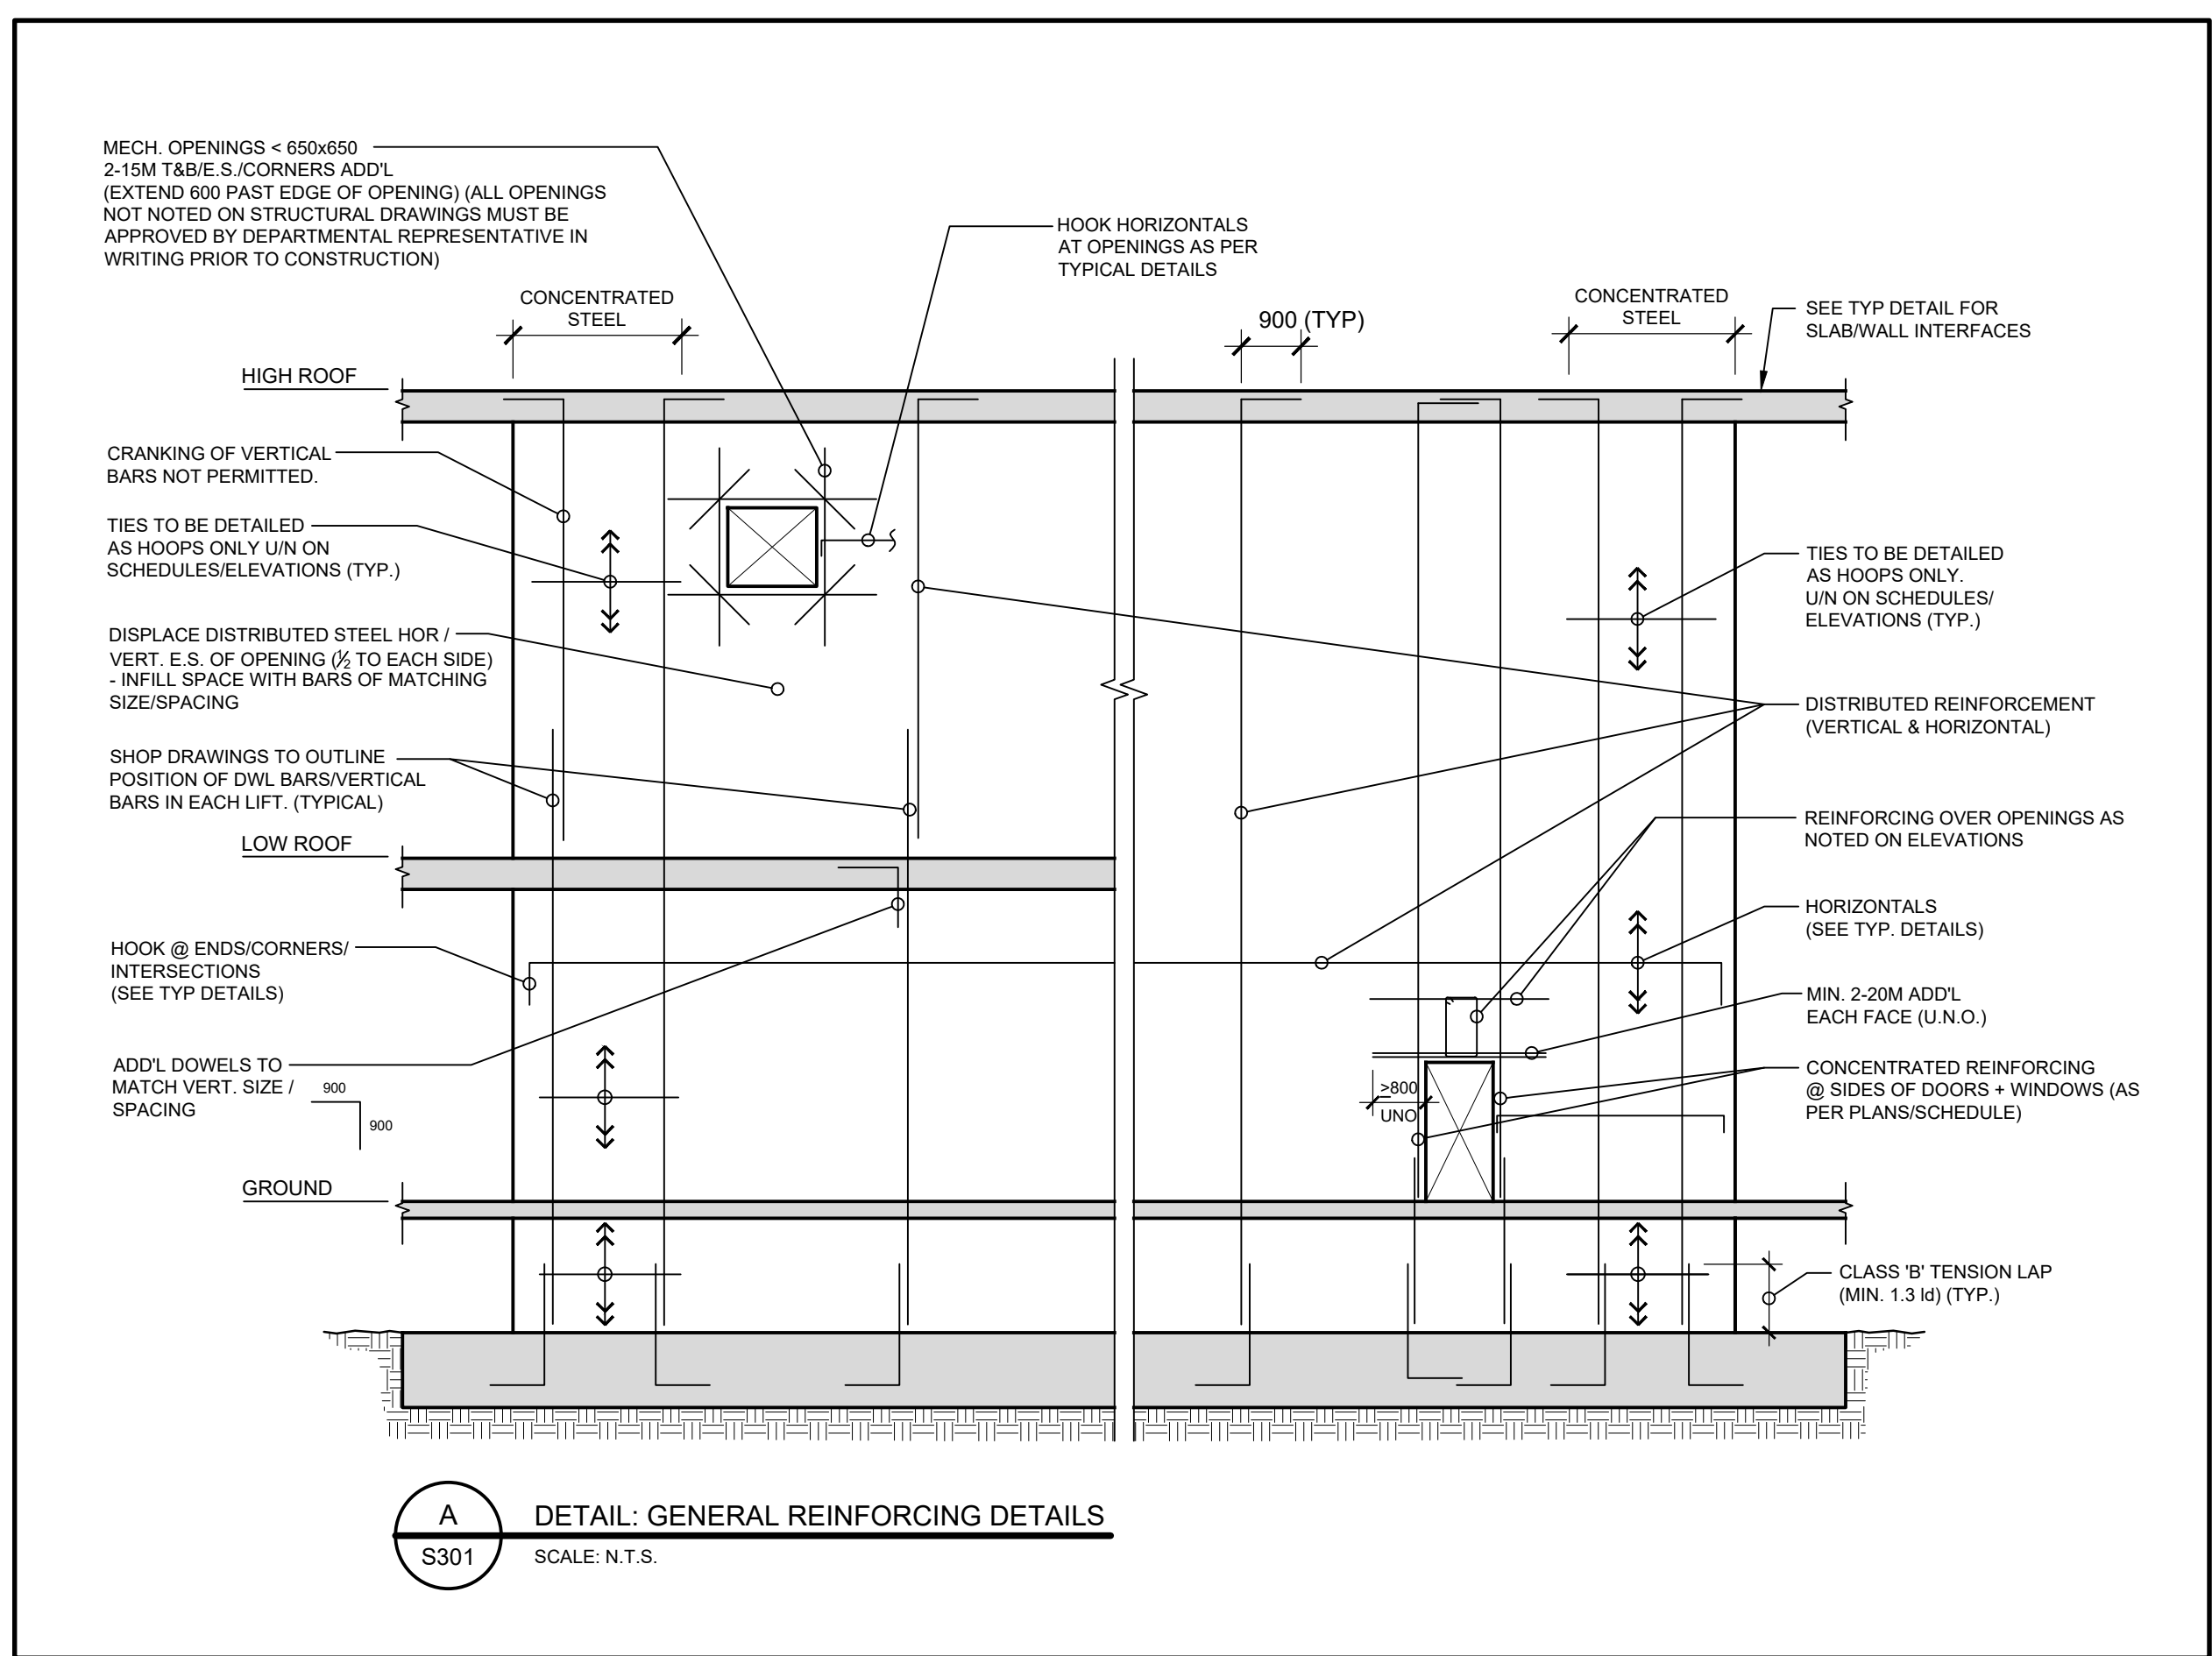 MECH. OPENINGS < 650x650
2-15M T&B/E.S./CORNERS ADD'L
(EXTEND 600 PAST EDGE OF OPENING) (ALL OPENINGS
NOT NOTED ON STRUCTURAL DRAWINGS MUST BE
APPROVED BY DEPARTMENTAL REPRESENTATIVE IN
WRITING PRIOR TO CONSTRUCTION)
HOOK HORIZONTALS
AT OPENINGS AS PER
TYPICAL DETAILS
CONCENTRATED
STEEL
900 (TYP)
CONCENTRATED
STEEL
SEE TYP DETAIL FOR
SLAB/WALL INTERFACES
HIGH ROOF
CRANKING OF VERTICAL
BARS NOT PERMITTED.
TIES TO BE DETAILED
AS HOOPS ONLY U/N ON
SCHEDULES/ELEVATIONS (TYP.)
DISPLACE DISTRIBUTED STEEL HOR /
VERT. E.S. OF OPENING (½ TO EACH SIDE)
- INFILL SPACE WITH BARS OF MATCHING
SIZE/SPACING
SHOP DRAWINGS TO OUTLINE
POSITION OF DWL BARS/VERTICAL
BARS IN EACH LIFT. (TYPICAL)
LOW ROOF
HOOK @ ENDS/CORNERS/
INTERSECTIONS
(SEE TYP DETAILS)
ADD'L DOWELS TO
MATCH VERT. SIZE /
SPACING
900
900
GROUND
TIES TO BE DETAILED
AS HOOPS ONLY.
U/N ON SCHEDULES/
ELEVATIONS (TYP.)
DISTRIBUTED REINFORCEMENT
(VERTICAL & HORIZONTAL)
REINFORCING OVER OPENINGS AS
NOTED ON ELEVATIONS
HORIZONTALS
(SEE TYP. DETAILS)
MIN. 2-20M ADD'L
EACH FACE (U.N.O.)
CONCENTRATED REINFORCING
@ SIDES OF DOORS + WINDOWS (AS
PER PLANS/SCHEDULE)
≥800
UNO
CLASS 'B' TENSION LAP
(MIN. 1.3 ld) (TYP.)
A
S301
DETAIL: GENERAL REINFORCING DETAILS
SCALE: N.T.S.